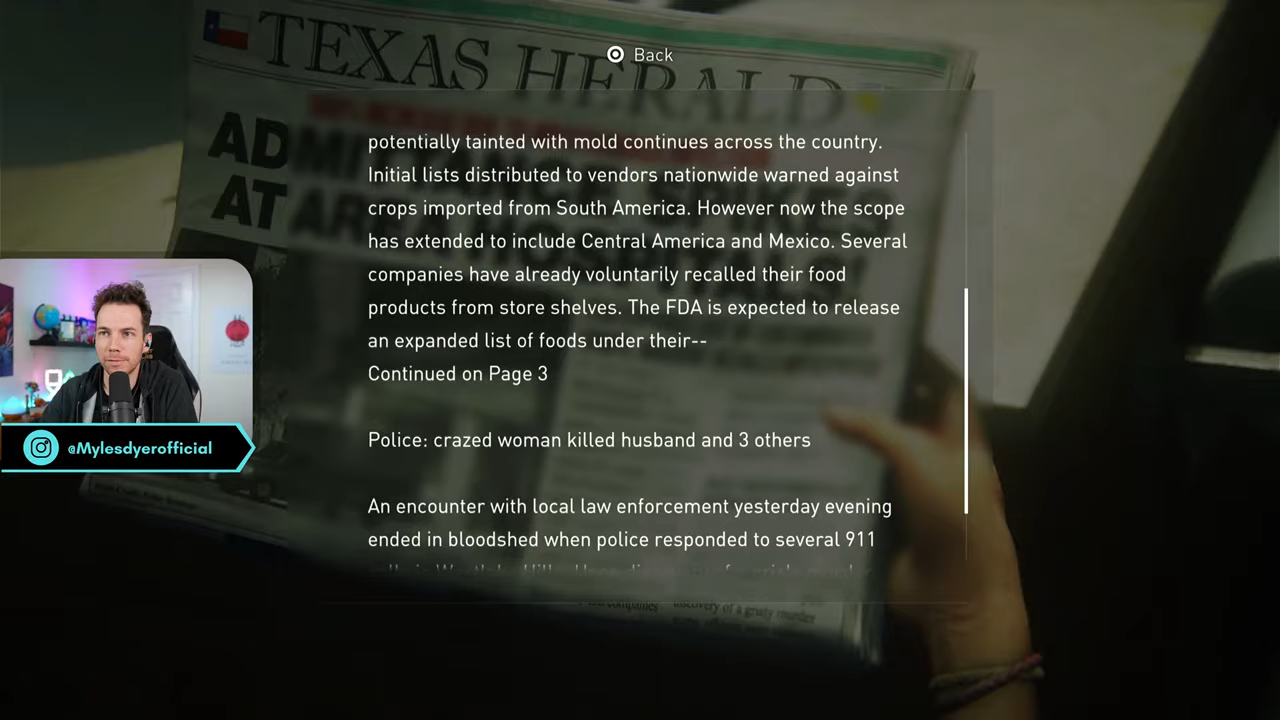 Back
TEXAS HERALD
potentially tainted with mold continues across the country.
Initial lists distributed to vendors nationwide warned against
crops imported from South America. However now the scope
has extended to include Central America and Mexico. Several
companies have already voluntarily recalled their food
products from store shelves. The FDA is expected to release
an expanded list of foods under their--
Continued on Page 3
Police: crazed woman killed husband and 3 others
An encounter with local law enforcement yesterday evening
ended in bloodshed when police responded to several 911
@Mylesdyerofficial